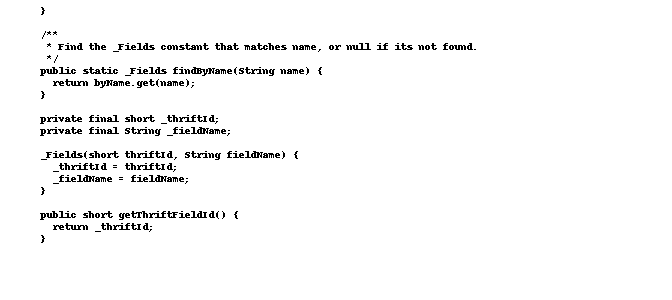 }

/**
 * Find the _Fields constant that matches name, or null if its not found.
 */
public static _Fields findByName(String name) {
  return byName.get(name);
}

private final short _thriftId;
private final String _fieldName;

_Fields(short thriftId, String fieldName) {
  _thriftId = thriftId;
  _fieldName = fieldName;
}

public short getThriftFieldId() {
  return _thriftId;
}